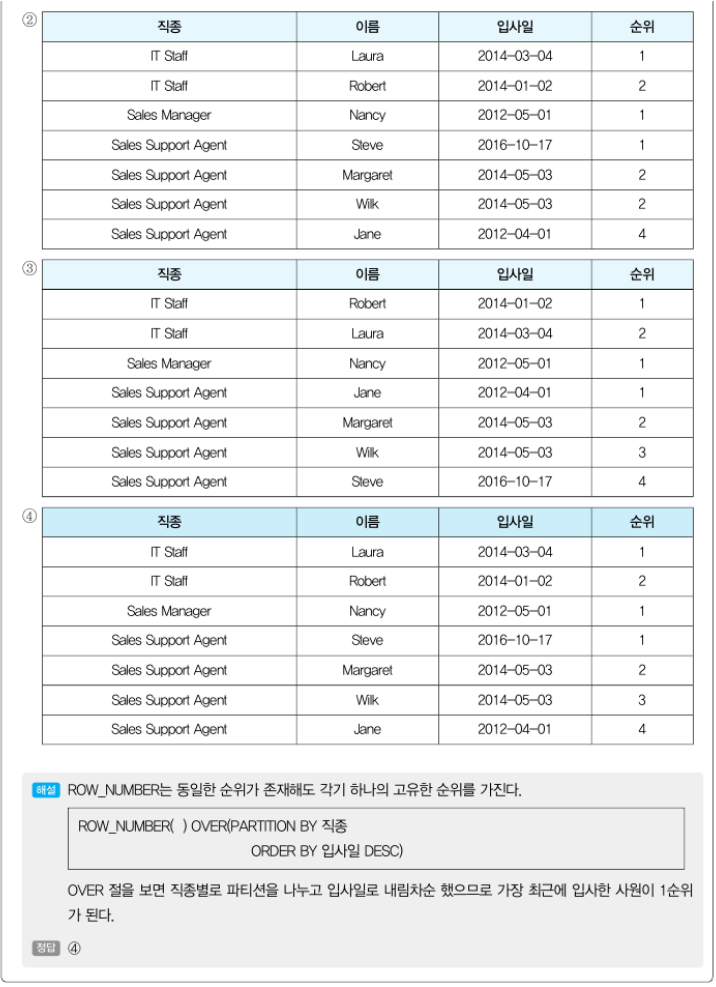 ②
직종 이름 입사일 순위
IT Staff Laura 2014-03-04 1
IT Staff Robert 2014-01-02 2
Sales Manager Nancy 2012-05-01 1
Sales Support Agent Steve 2016-10-17 1
Sales Support Agent Margaret 2014-05-03 2
Sales Support Agent Wilk 2014-05-03 2
Sales Support Agent Jane 2012-04-01 4
③
직종 이름 입사일 순위
IT Staff Robert 2014-01-02 1
IT Staff Laura 2014-03-04 2
Sales Manager Nancy 2012-05-01 1
Sales Support Agent Jane 2012-04-01 1
Sales Support Agent Margaret 2014-05-03 2
Sales Support Agent Wilk 2014-05-03 3
Sales Support Agent Steve 2016-10-17 4
④
직종 이름 입사일 순위
IT Staff Laura 2014-03-04 1
IT Staff Robert 2014-01-02 2
Sales Manager Nancy 2012-05-01 1
Sales Support Agent Steve 2016-10-17 1
Sales Support Agent Margaret 2014-05-03 2
Sales Support Agent Wilk 2014-05-03 3
Sales Support Agent Jane 2012-04-01 4
해설 ROW_NUMBER는 동일한 순위가 존재해도 각기 하나의 고유한 순위를 가진다.
ROW_NUMBER( ) OVER(PARTITION BY 직종
ORDER BY 입사일 DESC)
OVER 절을 보면 직종별로 파티션을 나누고 입사일로 내림차순 했으므로 가장 최근에 입사한 사원이 1순위
가 된다.
정답 ④